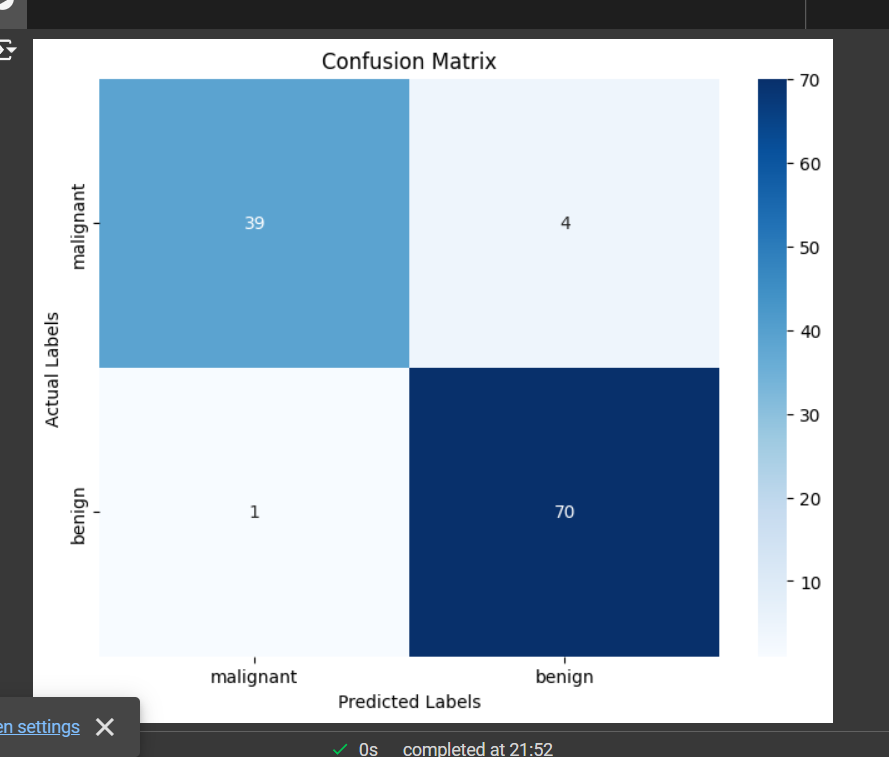 Confusion Matrix
malignant
39
4
benign
1
70
Actual Labels
malignant
benign
Predicted Labels
70
60
50
40
30
20
10
en settings
0s completed at 21:52